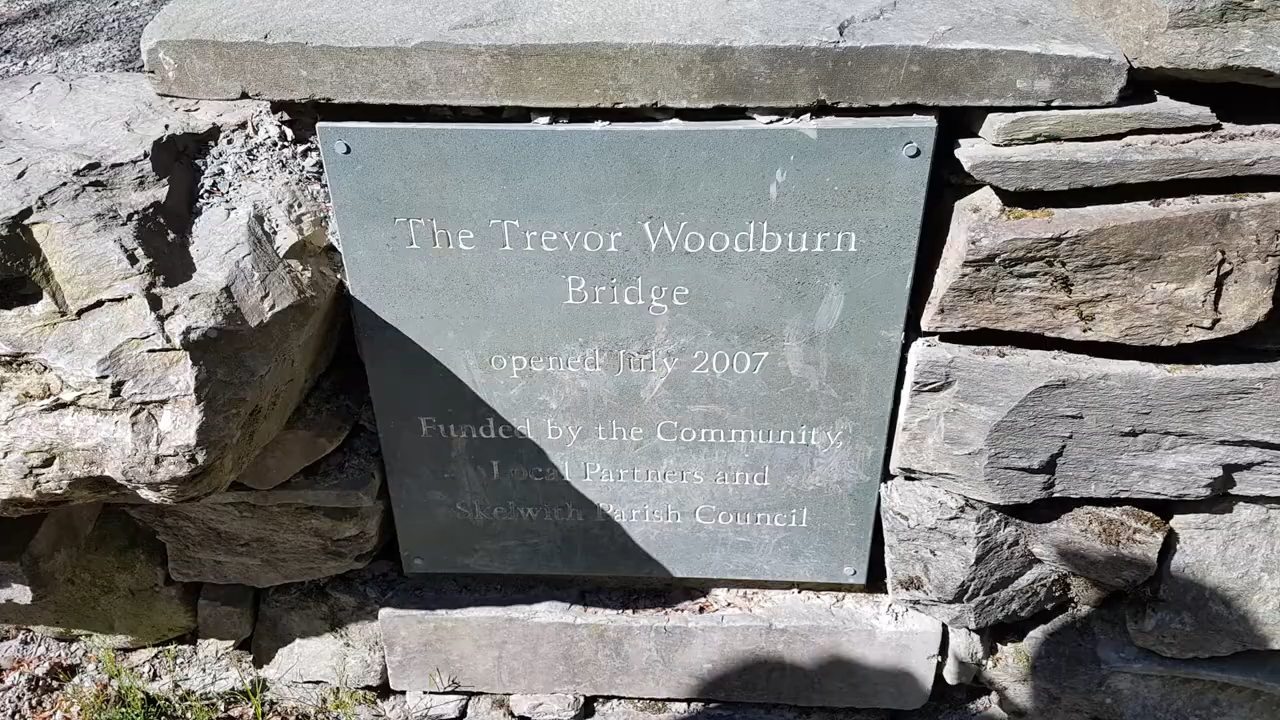 The Trevor Woodburn
Bridge
opened July 2007
Funded by the Community,
Local Partners and
Skelwith Parish Council